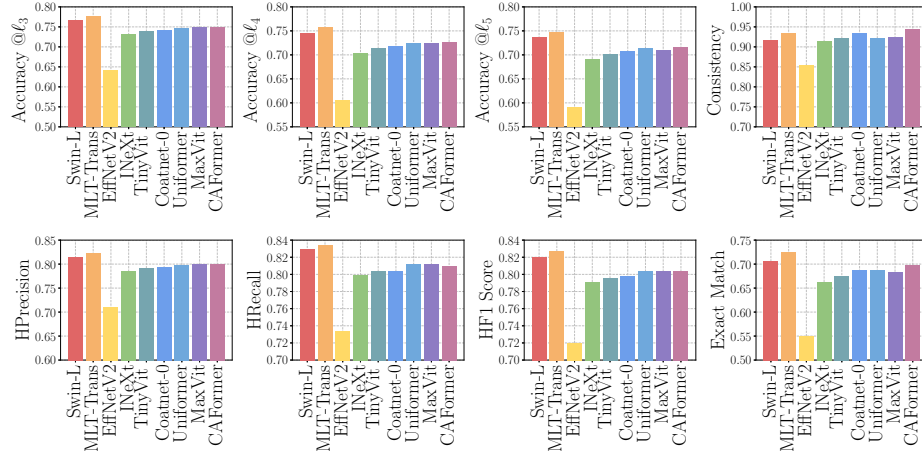 Accuracy @ℓ3
0.80
0.75
0.70
0.65
0.60
0.55
0.50
Swin-L
MLT-Trans
EffNetV2
INeXt
TinyVit
Coatnet-0
Uniformer
MaxVit
CAFormer
Accuracy @ℓ4
0.80
0.75
0.70
0.60
0.55
Swin-L
MLT-Trans
EffNetV2
INeXt
TinyVit
Coatnet-0
Uniformer
MaxVit
CAFormer
Accuracy @ℓ5
0.80
0.75
0.70
0.60
0.55
Swin-L
MLT-Trans
EffNetV2
INeXt
TinyVit
Coatnet-0
Uniformer
MaxVit
CAFormer
Consistency
1.00
0.95
0.90
0.85
0.80
0.75
0.70
Swin-L
MLT-Trans
EffNetV2
INeXt
TinyVit
Coatnet-0
Uniformer
MaxVit
CAFormer
HPrecision
0.85
0.80
0.75
0.70
0.65
0.60
Swin-L
MLT-Trans
EffNetV2
INeXt
TinyVit
Coatnet-0
Uniformer
MaxVit
CAFormer
HRecall
0.84
0.82
0.80
0.78
0.74
0.72
0.70
Swin-L
MLT-Trans
EffNetV2
INeXt
TinyVit
Coatnet-0
Uniformer
MaxVit
CAFormer
HF1 Score
0.84
0.82
0.80
0.78
0.74
0.72
0.70
Swin-L
MLT-Trans
EffNetV2
INeXt
TinyVit
Coatnet-0
Uniformer
MaxVit
CAFormer
Exact Match
0.75
0.70
0.65
0.60
0.55
0.50
Swin-L
MLT-Trans
EffNetV2
INeXt
TinyVit
Coatnet-0
Uniformer
MaxVit
CAFormer